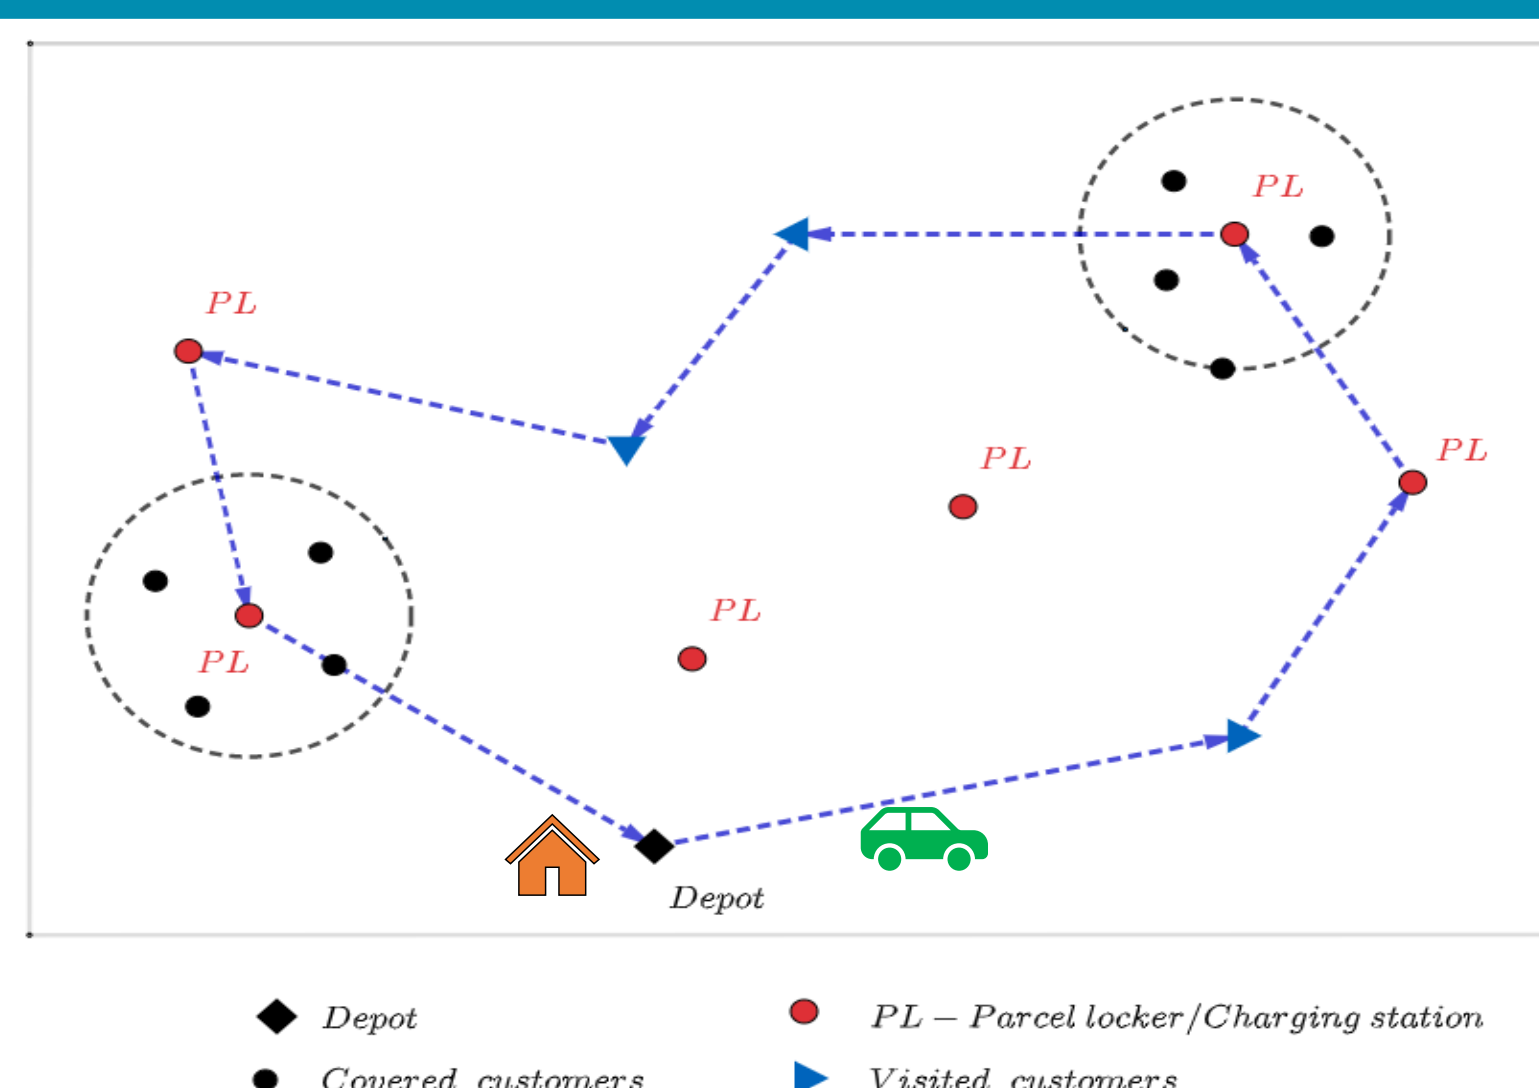 PL
PL
PL
PL
PL
PL
Depot
Depot
PL – Parcel locker/Charging station
Covered customers
Visited customers